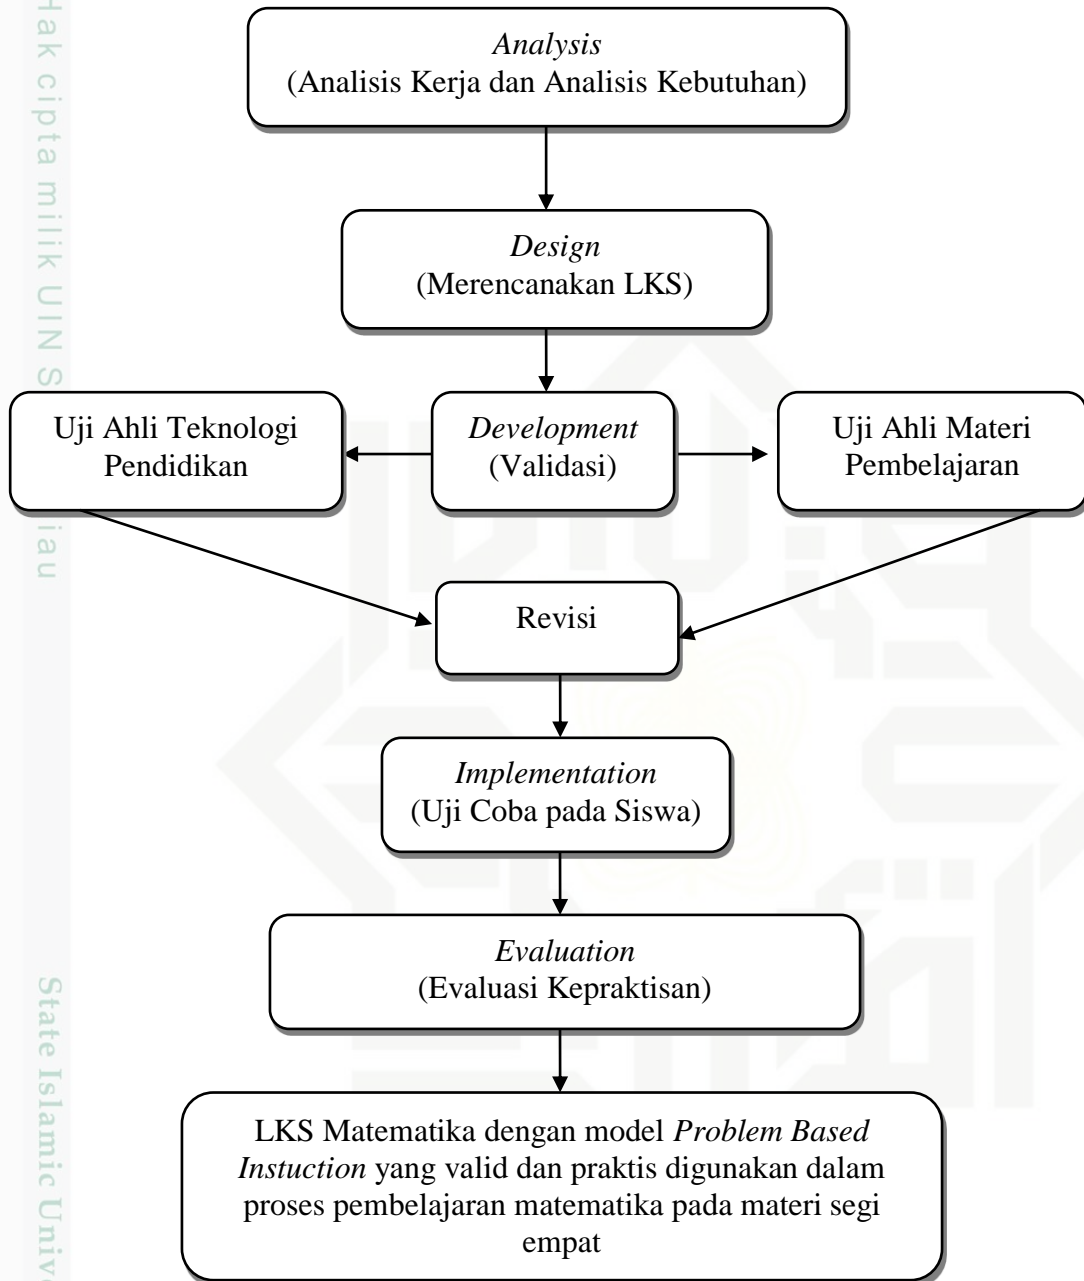 Analysis
(Analisis Kerja dan Analisis Kebutuhan)
Design
(Merencanakan LKS)
Uji Ahli Teknologi
Pendidikan
Development
(Validasi)
Uji Ahli Materi
Pembelajaran
Revisi
Implementation
(Uji Coba pada Siswa)
Evaluation
(Evaluasi Kepraktisan)
LKS Matematika dengan model Problem Based
Instuction yang valid dan praktis digunakan dalam
proses pembelajaran matematika pada materi segi
empat
Hak cipta milik UIN S iau
State Islamic Unive